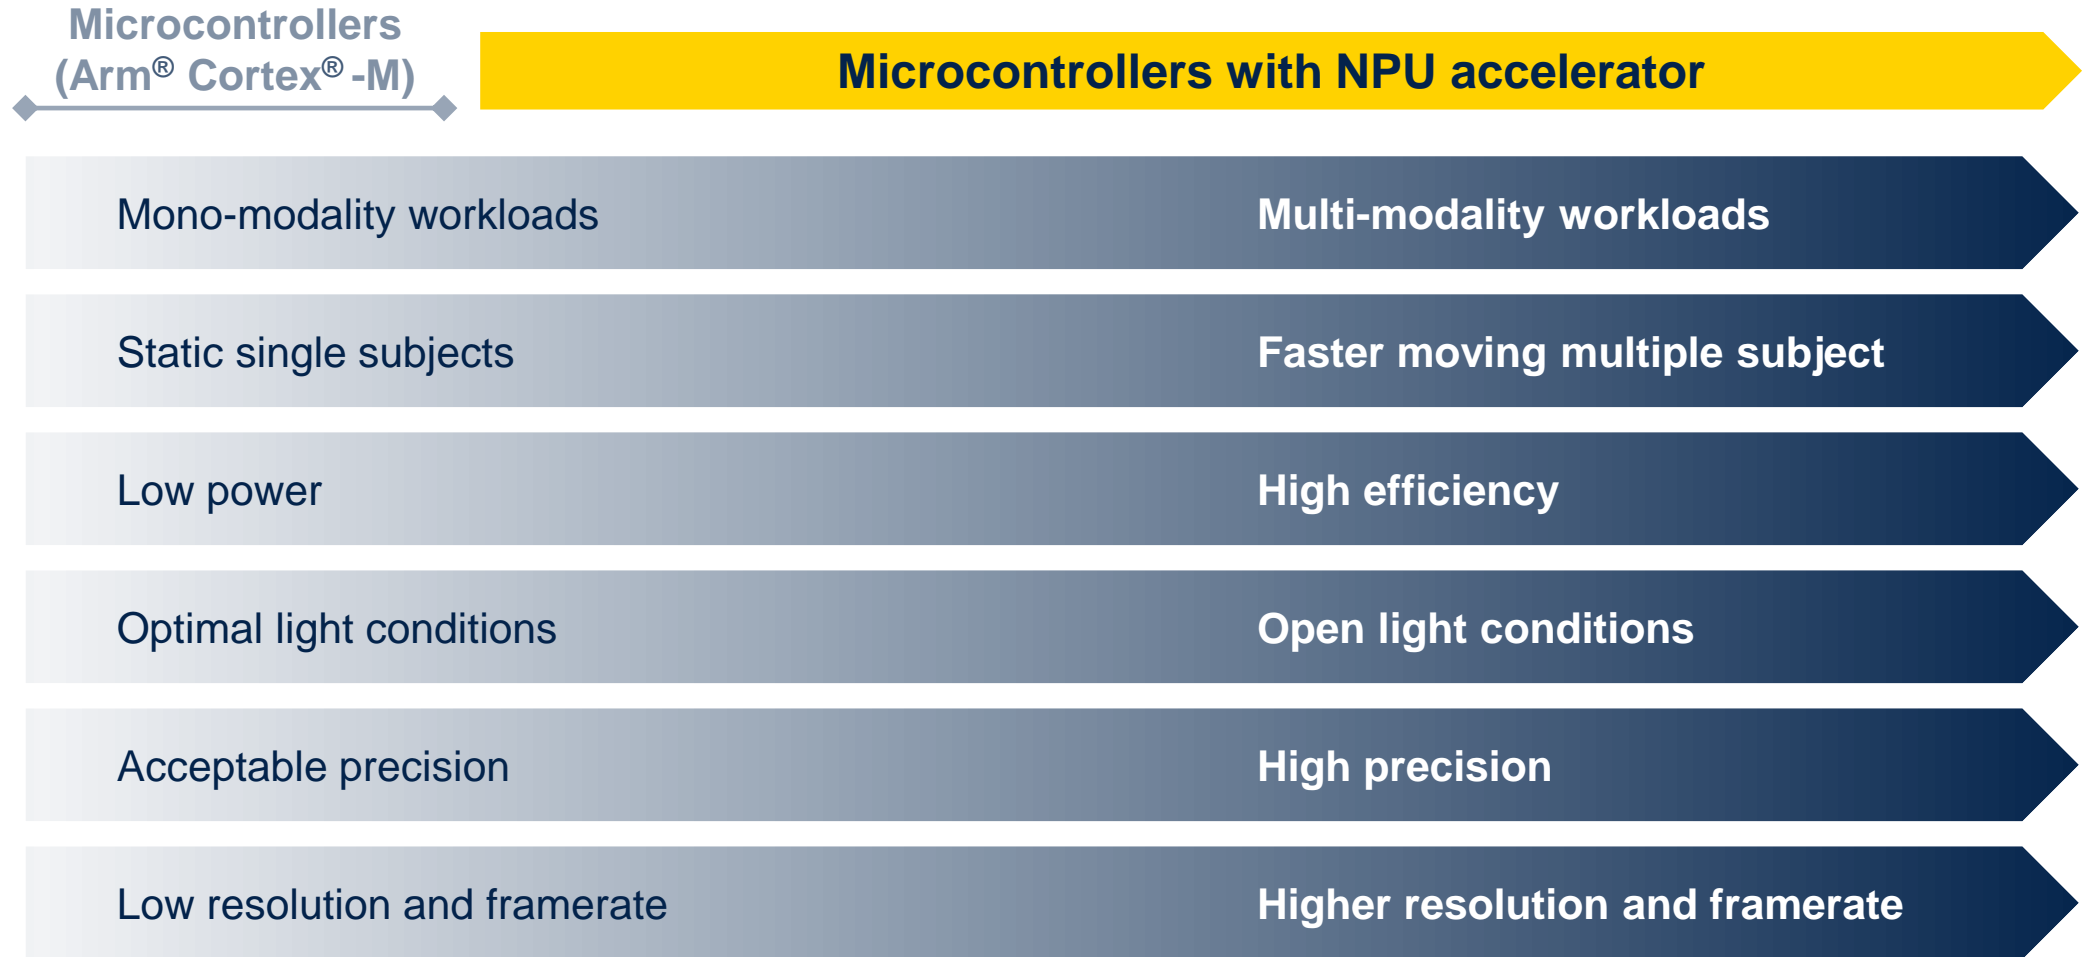 Microcontrollers
(Arm® Cortex® -M)
Microcontrollers with NPU accelerator
Mono-modality workloads
Multi-modality workloads
Static single subjects
Faster moving multiple subject
Low power
High efficiency
Optimal light conditions
Open light conditions
Acceptable precision
High precision
Low resolution and framerate
Higher resolution and framerate